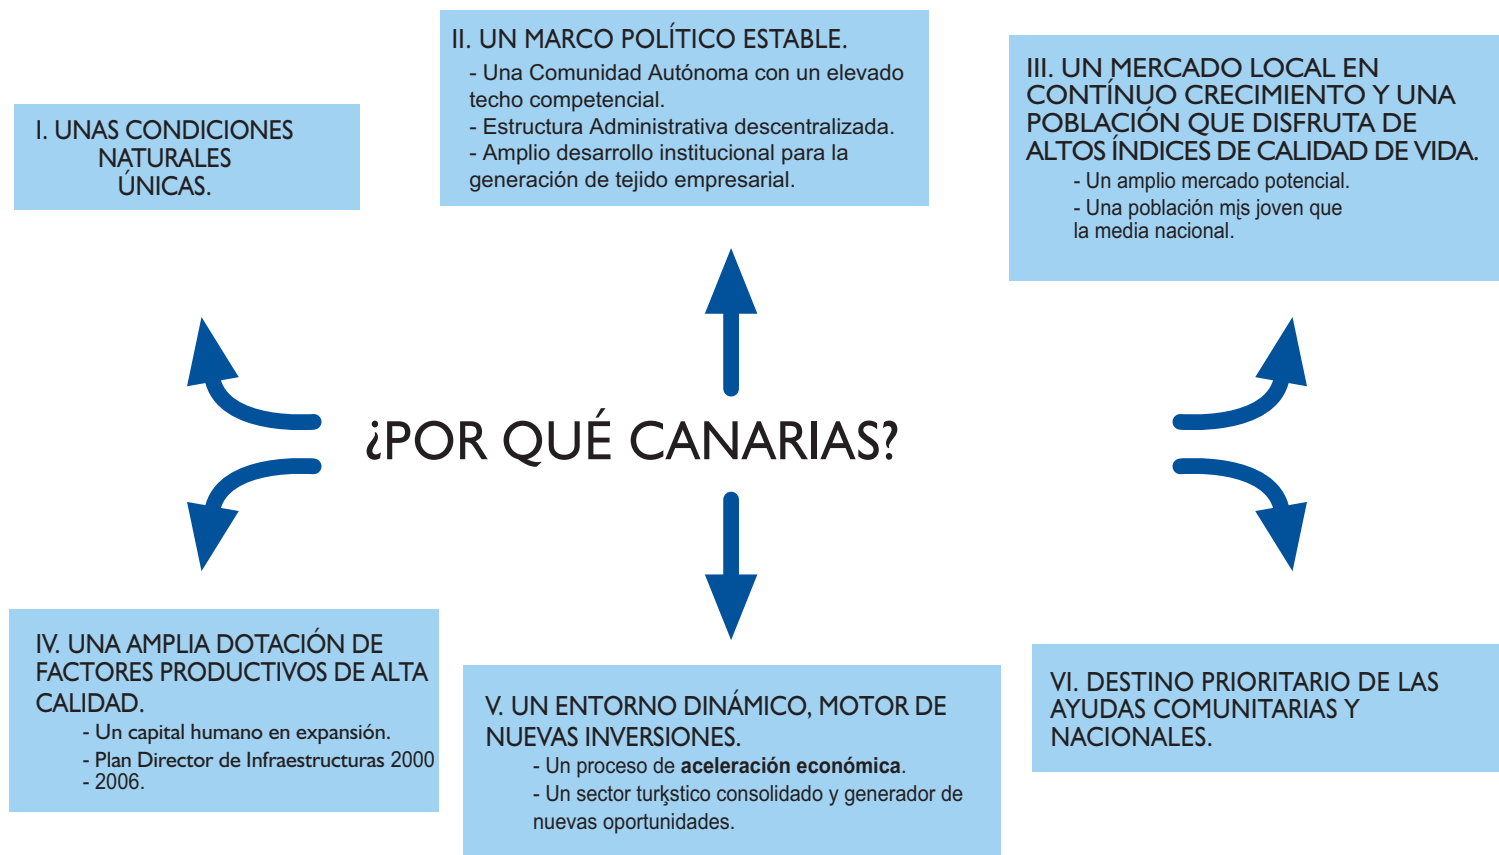 I. UNAS CONDICIONES
NATURALES
ÚNICAS.
II. UN MARCO POLÍTICO ESTABLE.
- Una Comunidad Autónoma con un elevado
techo competencial.
- Estructura Administrativa descentralizada.
- Amplio desarrollo institucional para la
generación de tejido empresarial.
III. UN MERCADO LOCAL EN
CONTÍNUO CRECIMIENTO Y UNA
POBLACIÓN QUE DISFRUTA DE
ALTOS ÍNDICES DE CALIDAD DE VIDA.
- Un amplio mercado potencial.
- Una población mįs joven que
la media nacional.
¿POR QUÉ CANARIAS?
IV. UNA AMPLIA DOTACIÓN DE
FACTORES PRODUCTIVOS DE ALTA
CALIDAD.
- Un capital humano en expansión.
- Plan Director de Infraestructuras 2000
- 2006.
V. UN ENTORNO DINÁMICO, MOTOR DE
NUEVAS INVERSIONES.
- Un proceso de aceleración económica.
- Un sector turķstico consolidado y generador de
nuevas oportunidades.
VI. DESTINO PRIORITARIO DE LAS
AYUDAS COMUNITARIAS Y
NACIONALES.